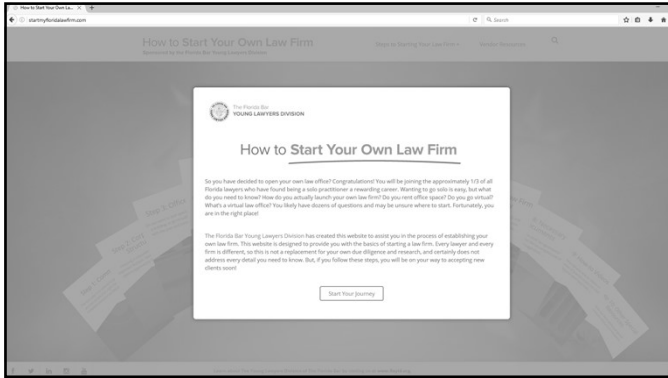 How to Start Your Own La... × +
startmyfloridalawfirm.com
Search
How to Start Your Own Law Firm
Sponsored by the Florida Bar Young Lawyers Division
Steps to Starting Your Law Firm
Vendor Resources
The Florida Bar
YOUNG LAWYERS DIVISION
How to Start Your Own Law Firm
So you have decided to open your own law office? Congratulations! You will be joining the approximately 1/3 of all
Florida lawyers who have found being a solo practitioner a rewarding career. Wanting to go solo is easy, but what
do you need to know? How do you actually launch your own law firm? Do you rent office space? Do you go virtual?
What's a virtual law office? You likely have dozens of questions and may be unsure where to start. Fortunately, you
are in the right place!
The Florida Bar Young Lawyers Division has created this website to assist you in the process of establishing your
own law firm. This website is designed to provide you with the basics of starting a law firm. Every lawyer and every
firm is different, so this is not a replacement for your own due diligence and research, and certainly does not
address every detail you need to know. But, if you follow these steps, you will be on your way to accepting new
clients soon!
Start Your Journey